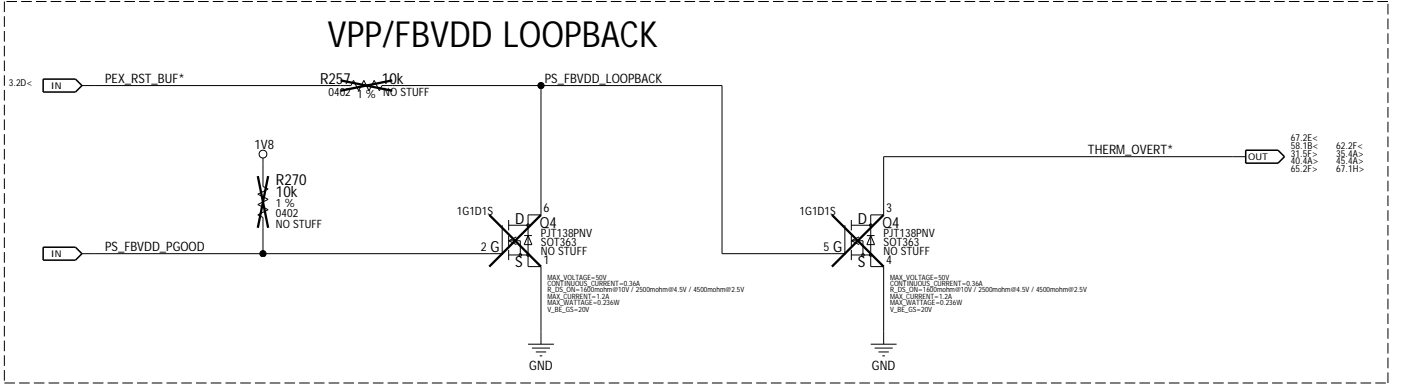 VPP/FBVDD LOOPBACK
3.2D<
IN
PEX_RST_BUF*
R257
10k
0402
1 %
NO STUFF
PS_FBVDD_LOOPBACK
1V8
R270
10k
1 %
0402
NO STUFF
IN
PS_FBVDD_PGOOD
1G1D1S
2
G
D
S
6
Q4
PJT138PNV
SOT363
NO STUFF
1
MAX_VOLTAGE=50V
CONTINUOUS_CURRENT=0.36A
R_DS_ON=1600mohm@10V / 2500mohm@4.5V / 4500mohm@2.5V
MAX_CURRENT=1.2A
MAX_WATTAGE=0.236W
V_BE_GS=20V
GND
1G1D1S
5
G
D
S
3
Q4
PJT138PNV
SOT363
NO STUFF
4
MAX_VOLTAGE=50V
CONTINUOUS_CURRENT=0.36A
R_DS_ON=1600mohm@10V / 2500mohm@4.5V / 4500mohm@2.5V
MAX_CURRENT=1.2A
MAX_WATTAGE=0.236W
V_BE_GS=20V
GND
THERM_OVERT*
OUT
67.2E<
58.1B< 62.2F<
31.5F> 35.4A>
40.4A> 45.4A>
65.2F> 67.1H>